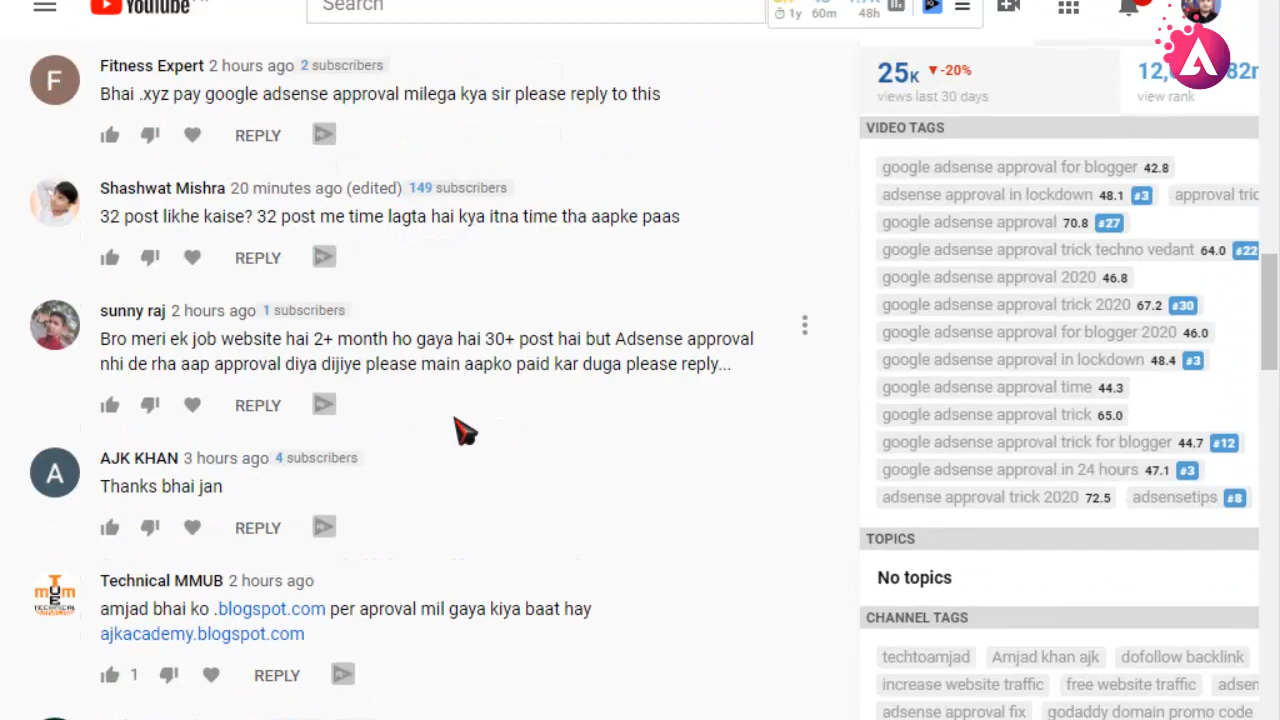 YouTube
Search
1y 60m 48h
Fitness Expert 2 hours ago 2 subscribers
Bhai .xyz pay google adsense approval milega kya sir please reply to this
REPLY
Shashwat Mishra 20 minutes ago (edited) 149 subscribers
32 post likhe kaise? 32 post me time lagta hai kya itna time tha aapke paas
REPLY
sunny raj 2 hours ago 1 subscribers
Bro meri ek job website hai 2+ month ho gaya hai 30+ post hai but Adsense approval
nhi de rha aap approval diya dijiye please main aapko paid kar duga please reply...
REPLY
A
AJK KHAN 3 hours ago 4 subscribers
Thanks bhai jan
REPLY
Technical MMUB 2 hours ago
amjad bhai ko .blogspot.com per aproval mil gaya kiya baat hay
ajkacademy.blogspot.com
1 REPLY
F
25K ▼-20%
views last 30 days
view rank
VIDEO TAGS
google adsense approval for blogger 42.8
adsense approval in lockdown 48.1 #3 approval
google adsense approval 70.8 #27
google adsense approval trick techno vedant 64.0 #22
google adsense approval 2020 46.8
google adsense approval trick 2020 67.2 #30
google adsense approval for blogger 2020 46.0
google adsense approval in lockdown 48.4 #3
google adsense approval time 44.3
google adsense approval trick 65.0
google adsense approval trick for blogger 44.7 #12
google adsense approval in 24 hours 47.1 #3
adsense approval trick 2020 72.5 adsensetips #8
TOPICS
No topics
CHANNEL TAGS
techtoamjad Amjad khan ajk dofollow backlink
increase website traffic free website traffic adsen
adsense approval fix godaddy domain promo code